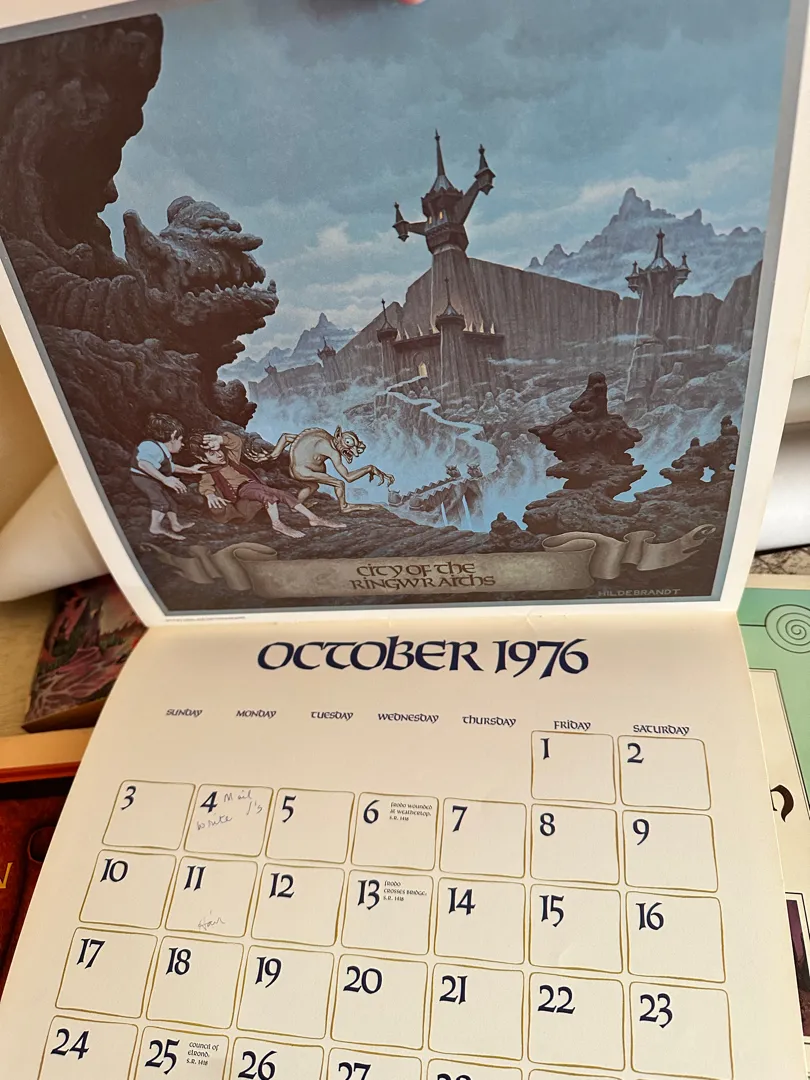 CITY OF THE
RINGWRAITHS
HILDEBRANDT
OCTOBER 1976
SUNDAY MONDAY TUESDAY WEDNESDAY THURSDAY FRIDAY SATURDAY
1 2
3 4 Mail 5 6 FRODO WOUNDED 7 8 9
write AT WEATHERTOP.
S.R. 1418
10 11 12 13 FRODO 14 15 16
CROSSES BRIDGE.
S.R. 1418
17 18 19 20 21 22 23
24 25 COUNCIL OF 26 27 28
ELROND.
S.R. 1418